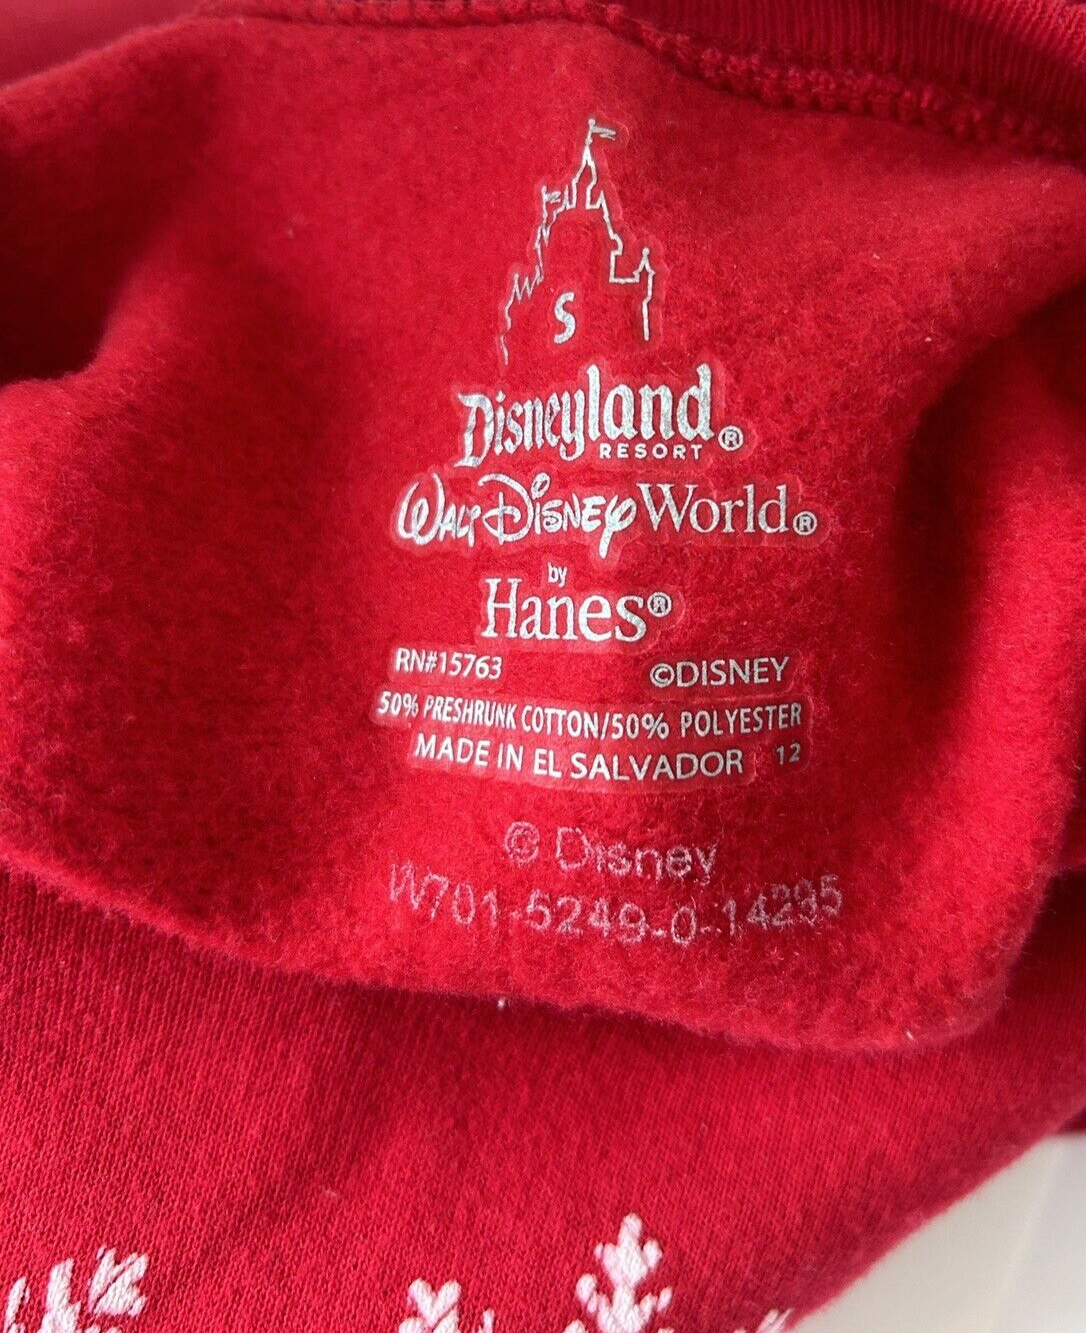 S
Disneyland®
RESORT
Walt Disney World®
by
Hanes®
RN#15763 ©DISNEY
50% PRESHRUNK COTTON/50% POLYESTER
MADE IN EL SALVADOR 12
© Disney
W701-5249-0-14295